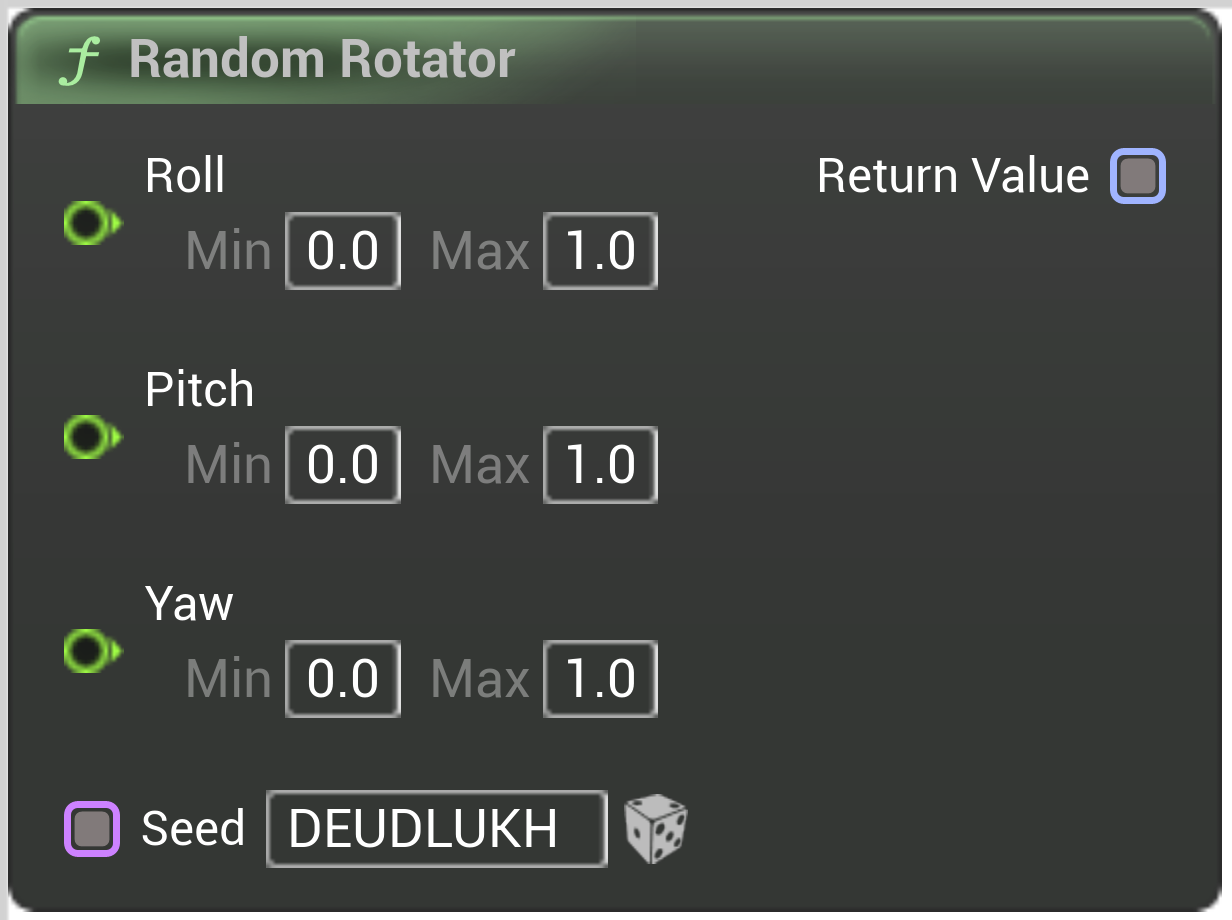 Random Rotator
Roll
Return Value
Min 0.0 Max 1.0
Pitch
Min 0.0 Max 1.0
Yaw
Min 0.0 Max 1.0
Seed DEUDLUKH